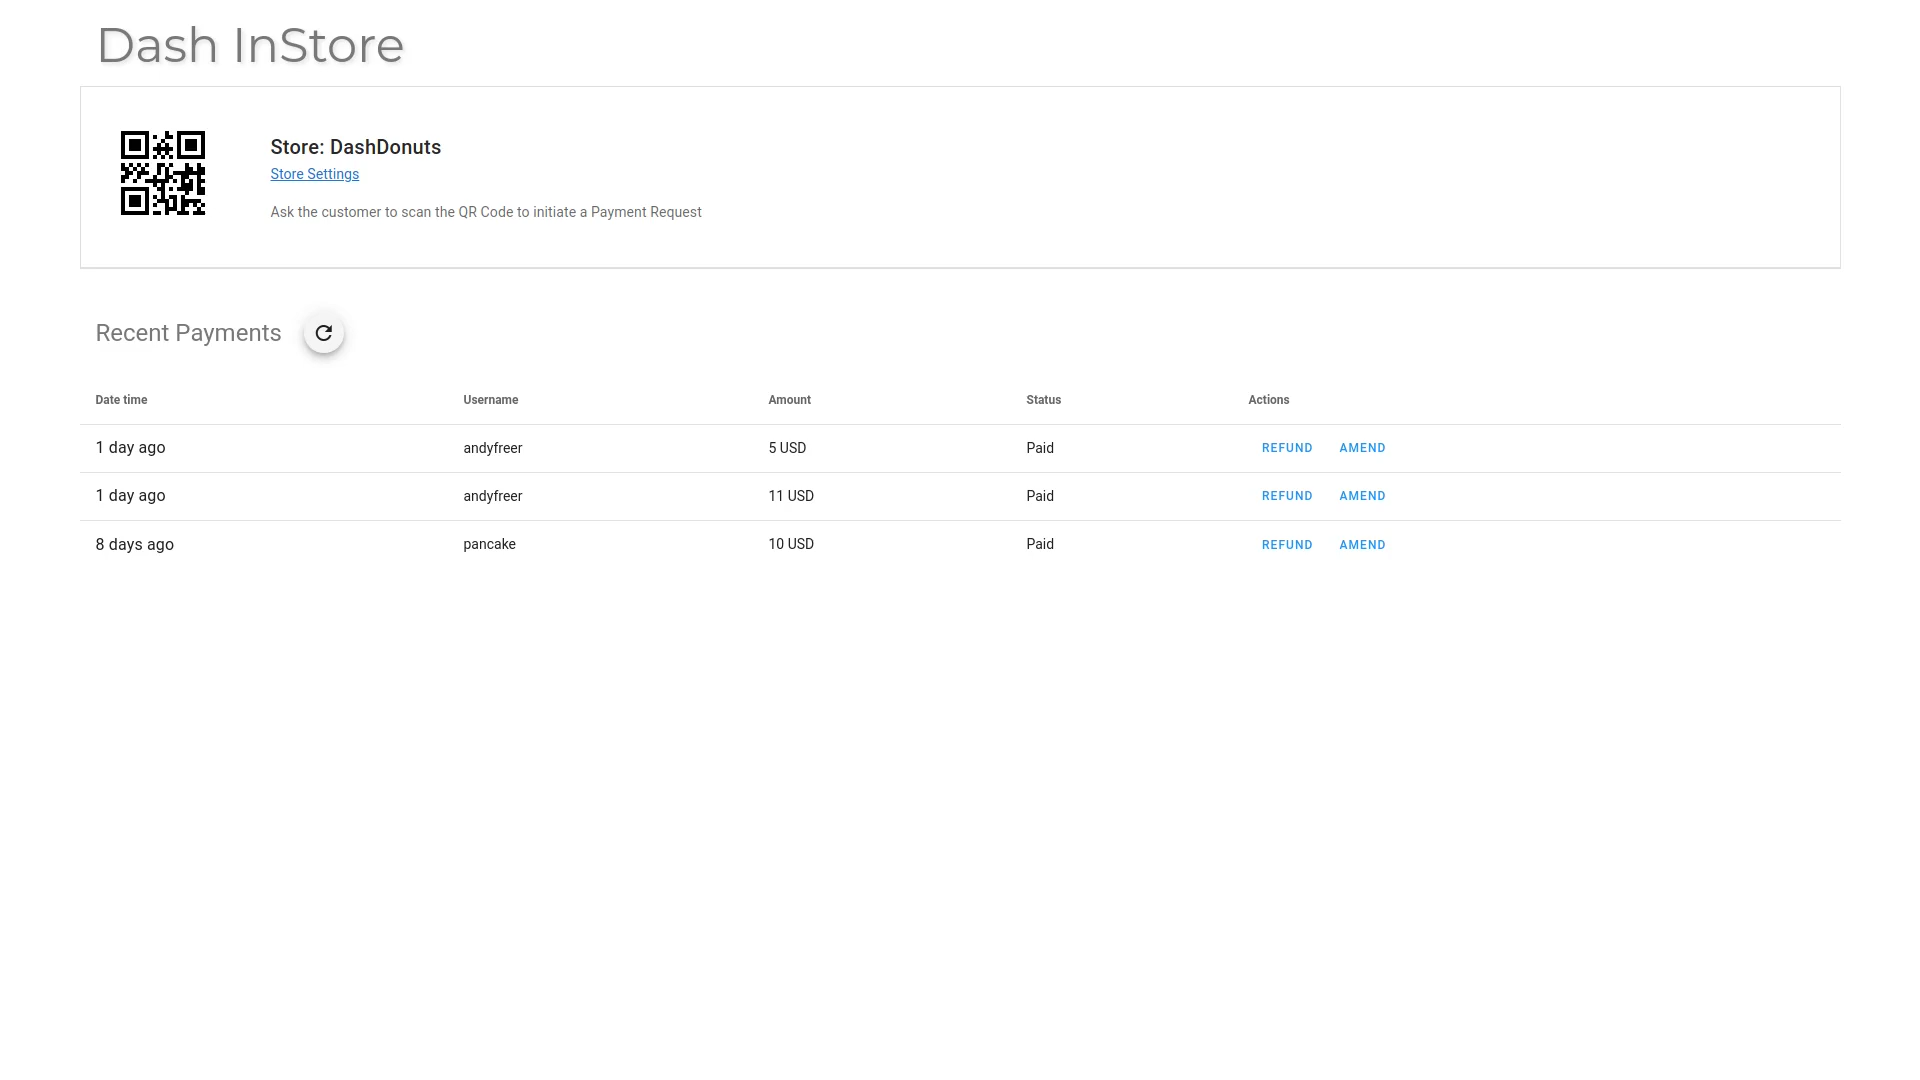 Dash InStore
Store: DashDonuts
Store Settings
Ask the customer to scan the QR Code to initiate a Payment Request
Recent Payments
Date time Username Amount Status Actions
1 day ago andyfreer 5 USD Paid REFUND AMEND
1 day ago andyfreer 11 USD Paid REFUND AMEND
8 days ago pancake 10 USD Paid REFUND AMEND